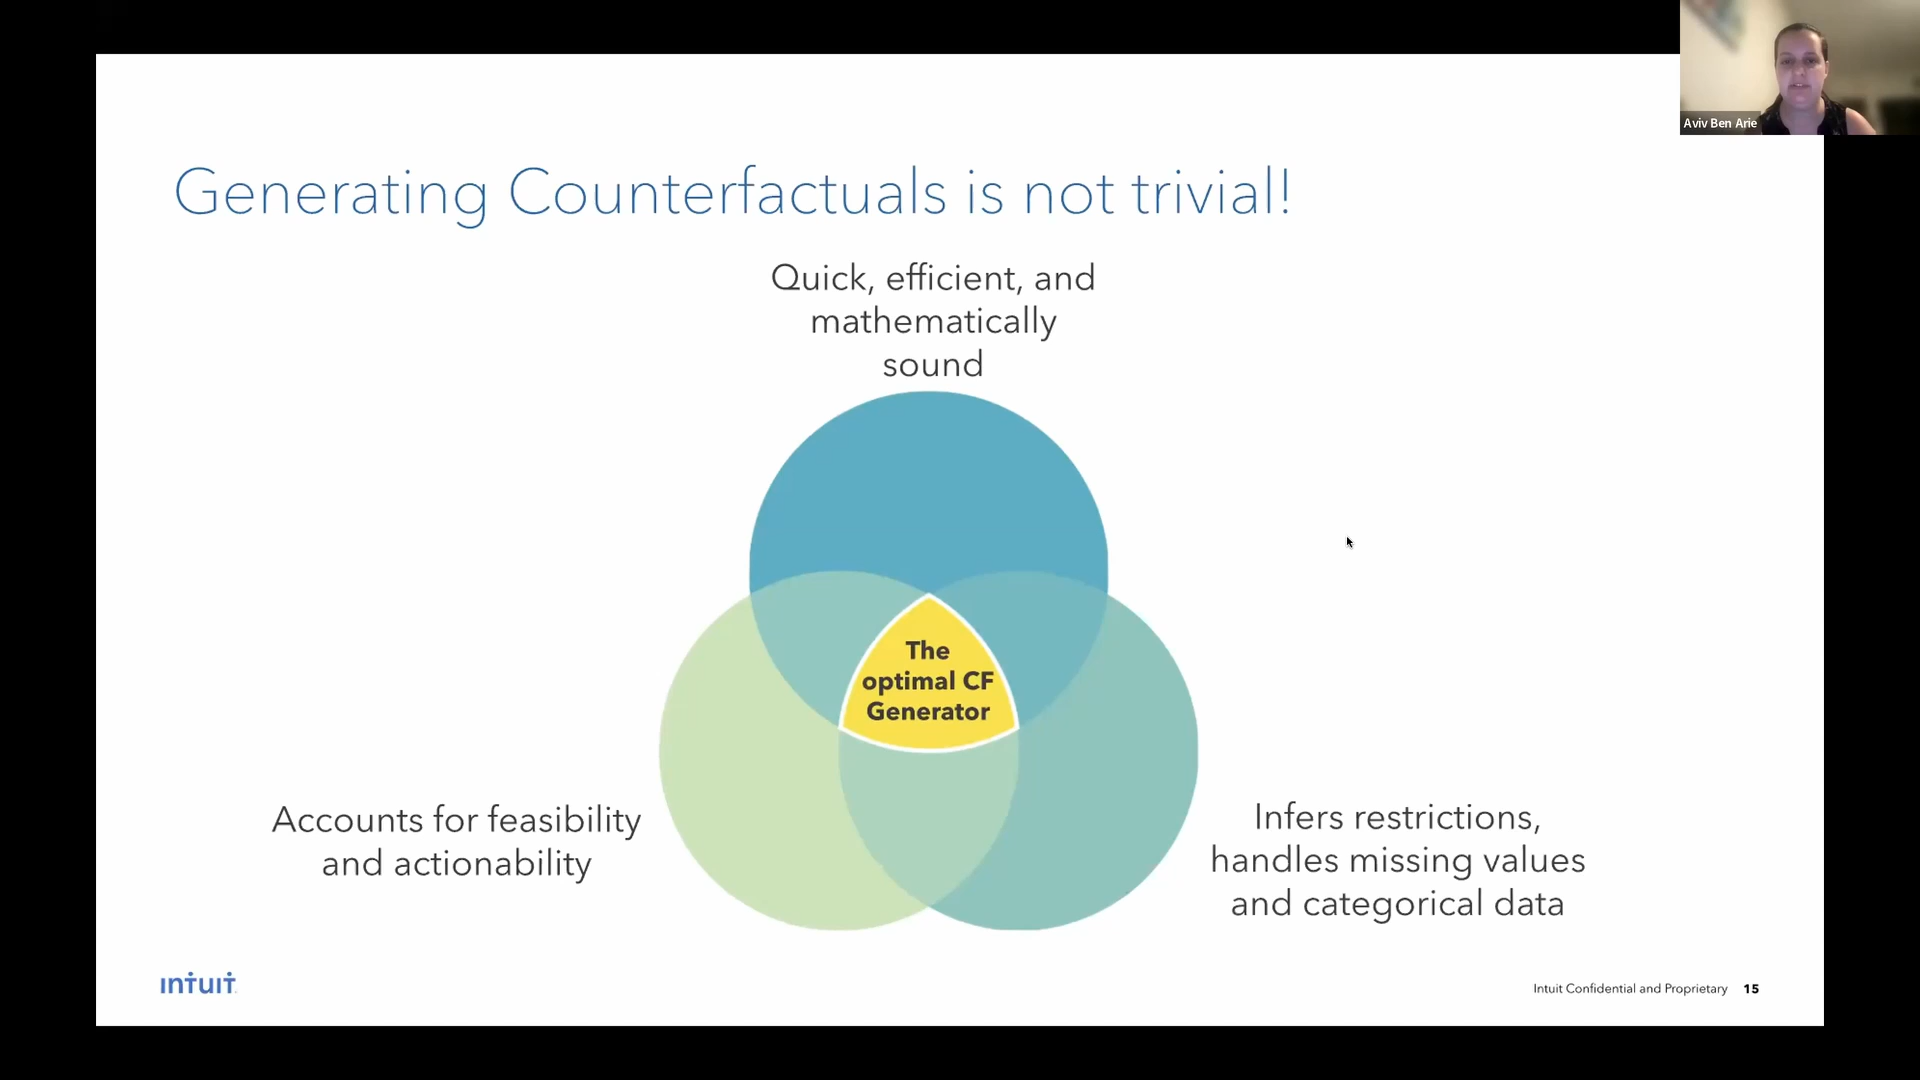 Aviv Ben Arie
Generating Counterfactuals is not trivial!
Quick, efficient, and
mathematically
sound
The
optimal CF
Generator
Accounts for feasibility
and actionability
Infers restrictions,
handles missing values
and categorical data
intuit
Intuit Confidential and Proprietary 15